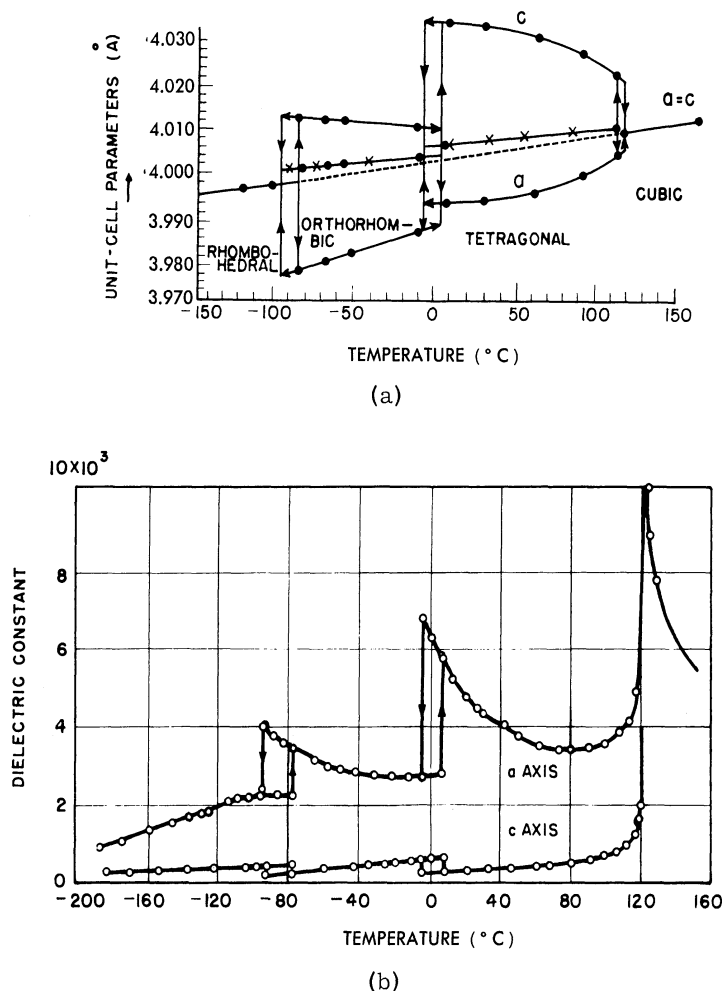 UNIT-CELL PARAMETERS (Å)
4.030
4.020
4.010
4.000
3.990
3.980
3.970
-150 -100 -50 0 50 100 150
c
a=c
a
CUBIC
TETRAGONAL
ORTHORHOM-
BIC
RHOMBO-
HEDRAL
TEMPERATURE (°C)
(a)
10×10³
8
6
4
2
0
DIELECTRIC CONSTANT
a AXIS
c AXIS
-200 -160 -120 -80 -40 0 40 80 120 160
TEMPERATURE (°C)
(b)